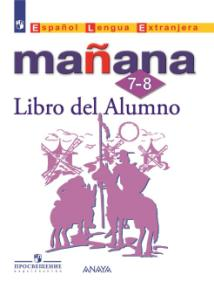 Español Lengua Extranjera
mañana
7-8
Libro del Alumno
ПРОСВЕЩЕНИЕ
ANAYA